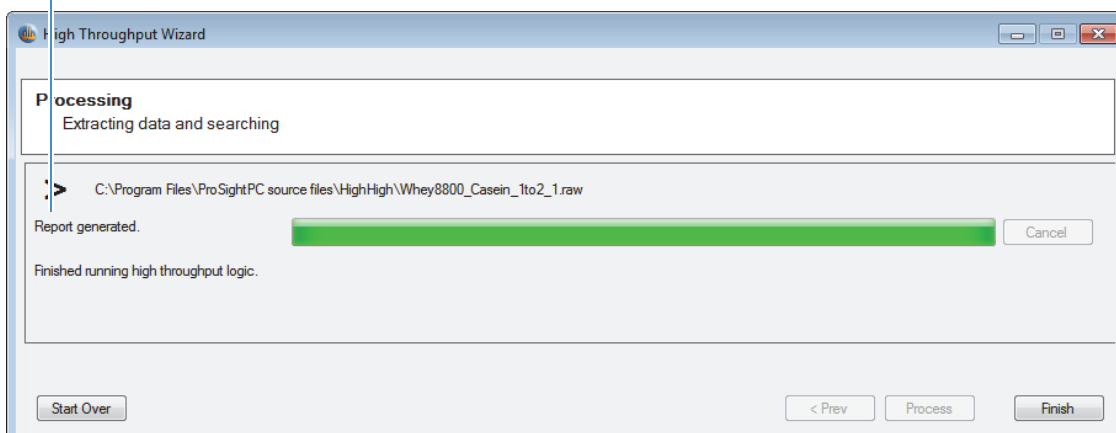 High Throughput Wizard
Processing
Extracting data and searching
C:\Program Files\ProSightPC source files\HighHigh\Whey8800_Casein_1to2_1.raw
Report generated.
Cancel
Finished running high throughput logic.
Start Over
< Prev
Process
Finish